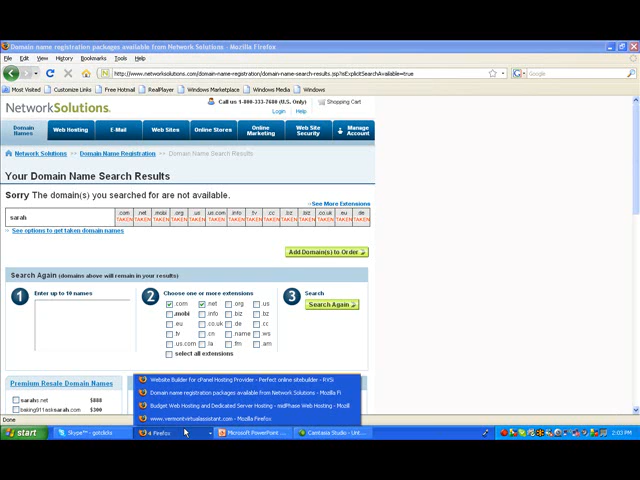 Domain name registration packages available from Network Solutions - Mozilla Firefox
File Edit View History Bookmarks Tools Help
http://www.networksolutions.com/domain-name-registration/domain-name-search-results.jsp?isExplicitSearchAvailable=true
Google
Most Visited Customize Links Free Hotmail RealPlayer Windows Marketplace Windows Media Windows
NetworkSolutions.
Call us 1-800-333-7680 (U.S. Only) Shopping Cart
Login Help
Domain Names Web Hosting E-Mail Web Sites Online Stores Online Marketing Web Site Security Manage Account
Network Solutions >> Domain Name Registration >> Domain Name Search Results
Your Domain Name Search Results
Sorry The domain(s) you searched for are not available.
See More Extensions
.com .net .mobi .org .us .us.com .info .tv .cc .bz .biz .co.uk .eu .de
sarah TAKEN TAKEN TAKEN TAKEN TAKEN TAKEN TAKEN TAKEN TAKEN TAKEN TAKEN TAKEN TAKEN TAKEN
See options to get taken domain names
Add Domain(s) to Order
Search Again (domains above will remain in your results)
1 Enter up to 10 names 2 Choose one or more extensions 3 Search
.com .net .org .us
Search Again
.mobi .info .biz .bz
.eu .co.uk .de .cc
.tv .cn .name .ws
.us.com .la .fm .am
select all extensions
Premium Resale Domain Names
sarahs.net $888
$300
Website Builder for cPanel Hosting Provider - Perfect online sitebuilder - RVSi
Domain name registration packages available from Network Solutions - Mozilla Fi
Budget Web Hosting and Dedicated Server Hosting - midPhase Web Hosting - Mozil
www.vermontvirtualassistant.com - Mozilla Firefox
Done
start Skype™ - gotclicks 4 Firefox Microsoft PowerPoint ... Camtasia Studio - Unt... 2:03 PM